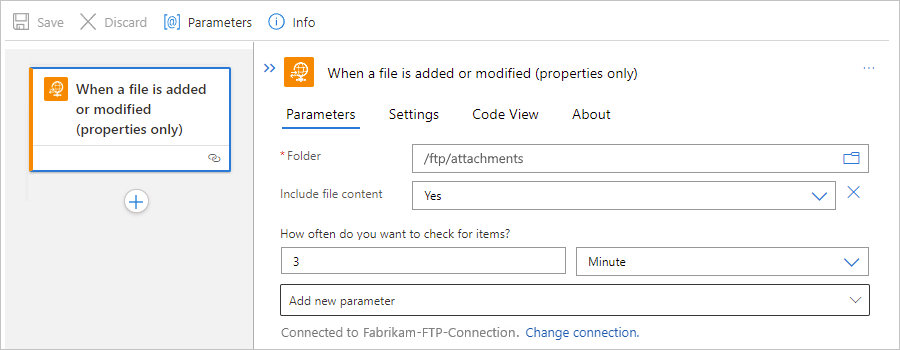 Save Discard [@] Parameters Info
When a file is added
or modified
(properties only)
When a file is added or modified (properties only)
...
Parameters Settings Code View About
* Folder /ftp/attachments
Include file content Yes
How often do you want to check for items?
3 Minute
Add new parameter
Connected to Fabrikam-FTP-Connection. Change connection.